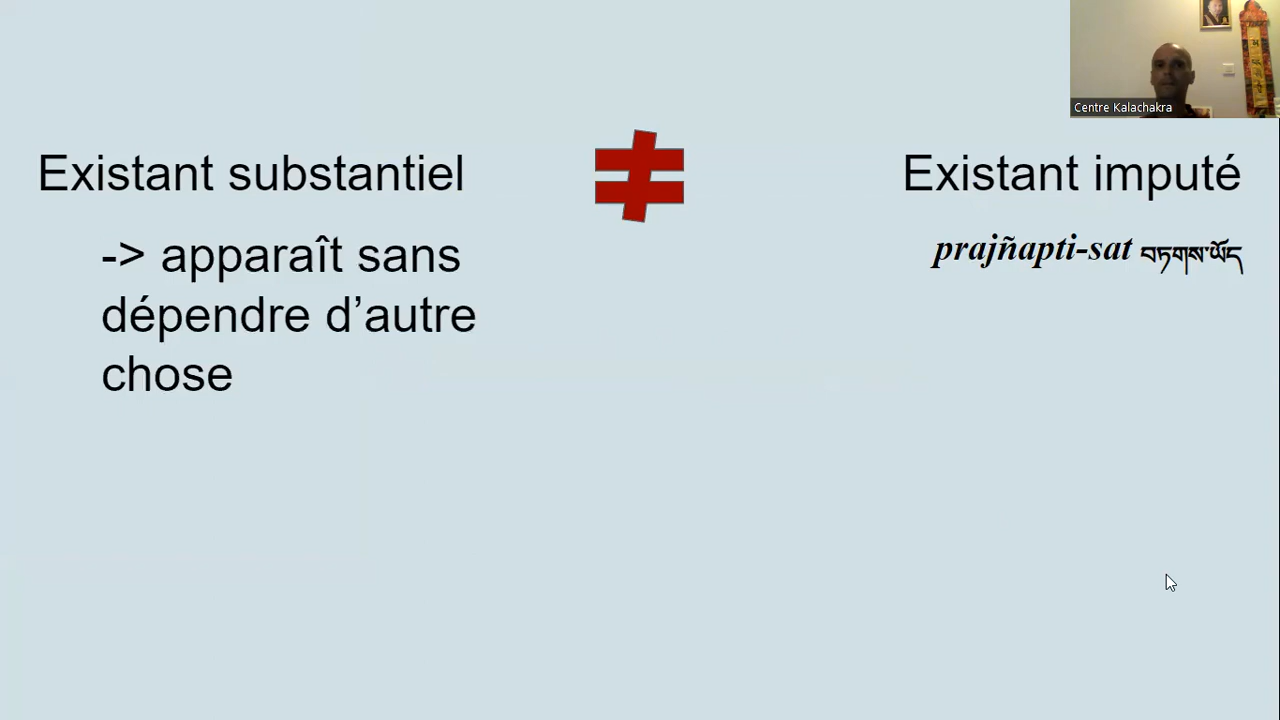 Centre Kalachakra
Existant substantiel
≠
Existant imputé
-> apparaît sans
dépendre d’autre
chose
prajñapti-sat བཏགས་ཡོད